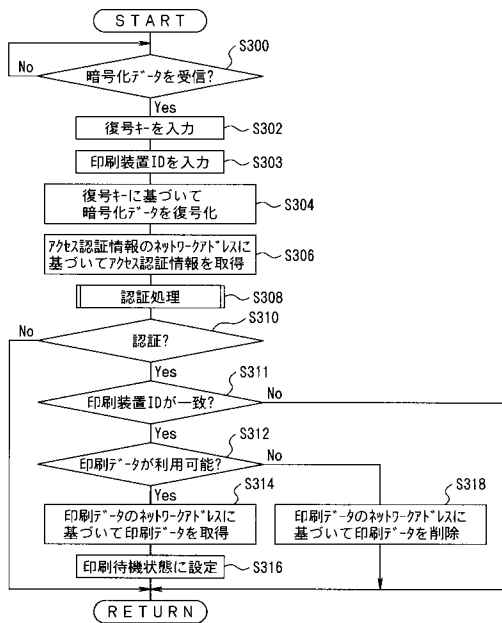 START
S300
No
暗号化ﾃﾞｰﾀを受信?
Yes
復号ｷｰを入力
S302
印刷装置IDを入力
S303
復号ｷｰに基づいて
暗号化ﾃﾞｰﾀを復号化
S304
ｱｸｾｽ認証情報のﾈｯﾄﾜｰｸｱﾄﾞﾚｽに
基づいてｱｸｾｽ認証情報を取得
S306
認証処理
S308
S310
No
認証?
Yes
S311
No
印刷装置IDが一致?
Yes
S312
No
印刷ﾃﾞｰﾀが利用可能?
Yes
S314
S318
印刷ﾃﾞｰﾀのﾈｯﾄﾜｰｸｱﾄﾞﾚｽに
基づいて印刷ﾃﾞｰﾀを取得
印刷ﾃﾞｰﾀのﾈｯﾄﾜｰｸｱﾄﾞﾚｽに
基づいて印刷ﾃﾞｰﾀを削除
印刷待機状態に設定
S316
RETURN